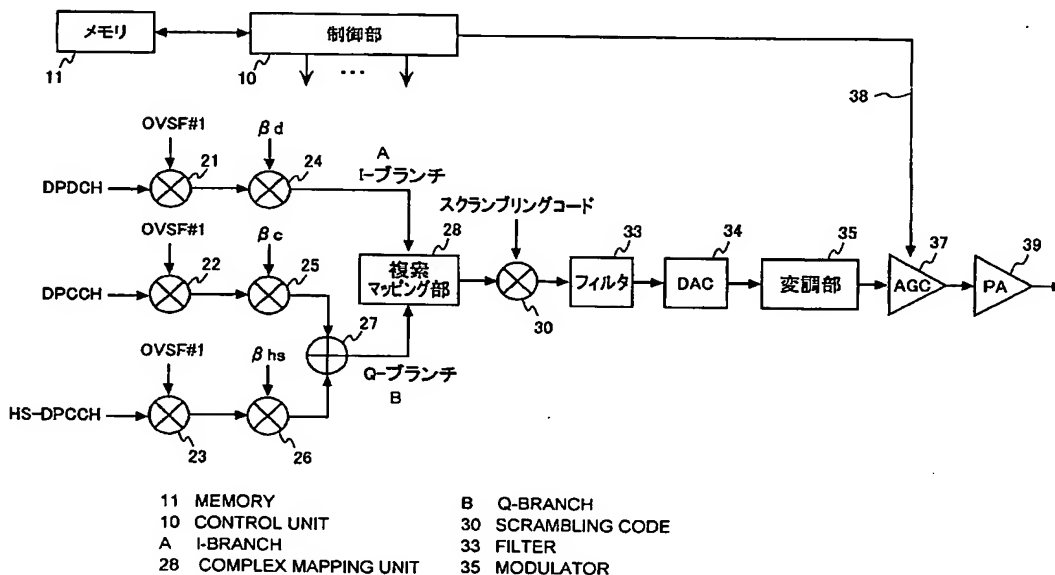 メモリ
制御部
11
10
...
38
OVSF#1
βd
A
I-ブランチ
21
24
DPDCH
スクランブリングコード
OVSF#1
βc
28
33
34
35
37
39
22
25
DPCCH
複素
マッピング部
フィルタ
DAC
変調部
AGC
PA
30
27
OVSF#1
βhs
Q-ブランチ
B
HS-DPCCH
23
26
11 MEMORY
10 CONTROL UNIT
A I-BRANCH
28 COMPLEX MAPPING UNIT
B Q-BRANCH
30 SCRAMBLING CODE
33 FILTER
35 MODULATOR